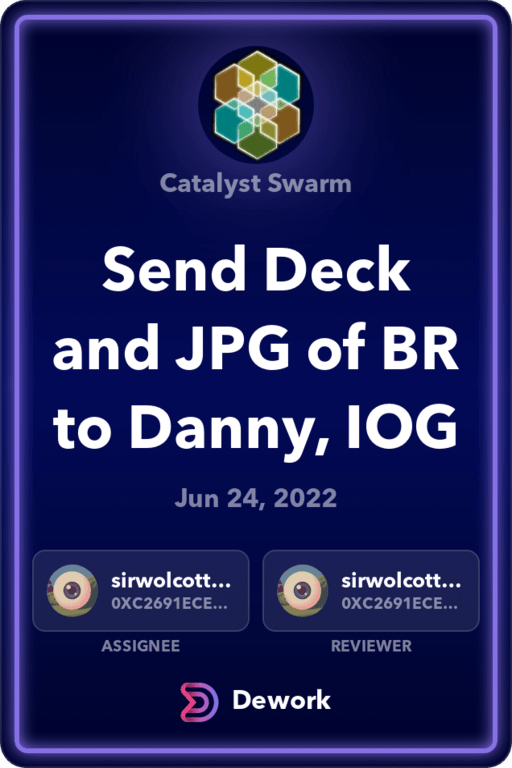 Catalyst Swarm
Send Deck
and JPG of BR
to Danny, IOG
Jun 24, 2022
sirwolcott...
0XC2691ECE...
ASSIGNEE
sirwolcott...
0XC2691ECE...
REVIEWER
Dework